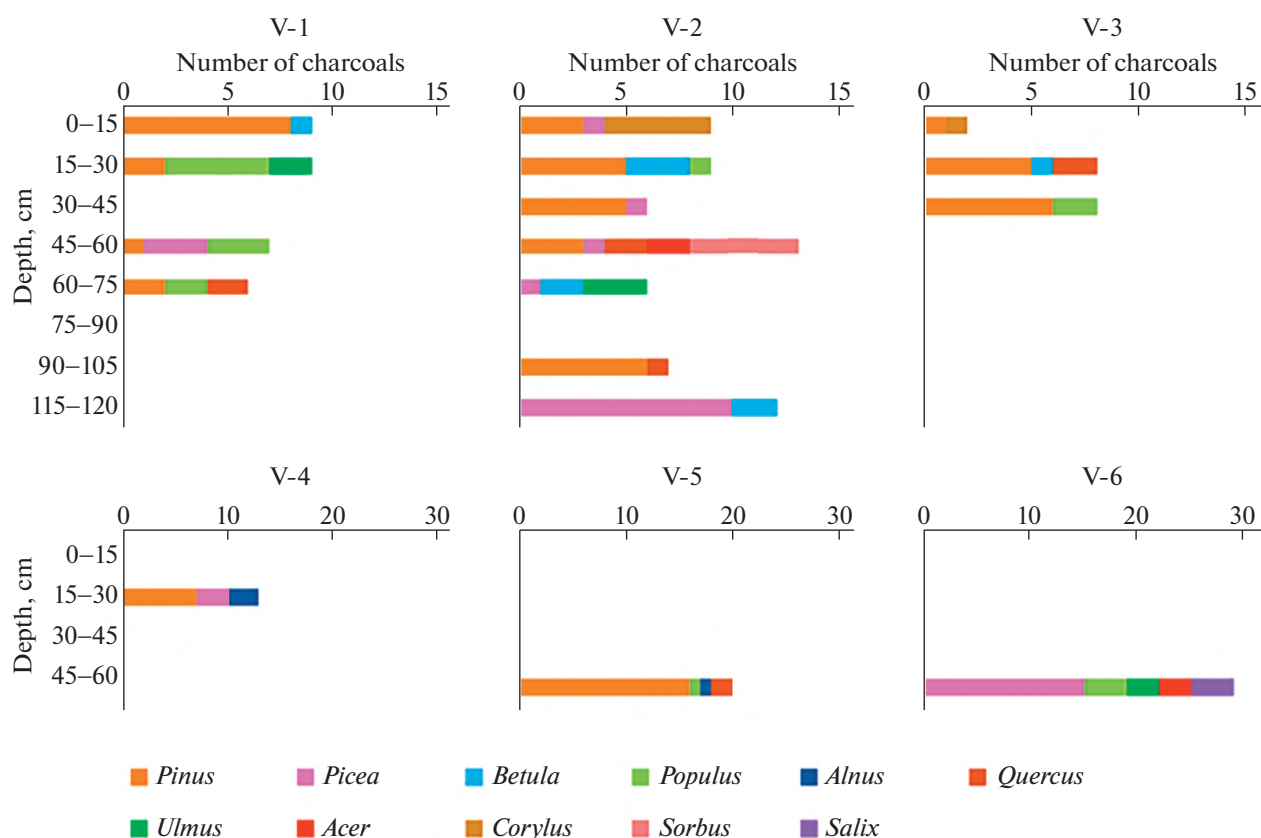 V-1 V-2 V-3
Number of charcoals Number of charcoals Number of charcoals
0 5 10 15 0 5 10 15 0 5 10 15
Depth, cm
0–15
15–30
30–45
45–60
60–75
75–90
90–105
115–120
V-4 V-5 V-6
0 10 20 30 0 10 20 30 0 10 20 30
Depth, cm
0–15
15–30
30–45
45–60
Pinus Picea Betula Populus Alnus Quercus
Ulmus Acer Corylus Sorbus Salix